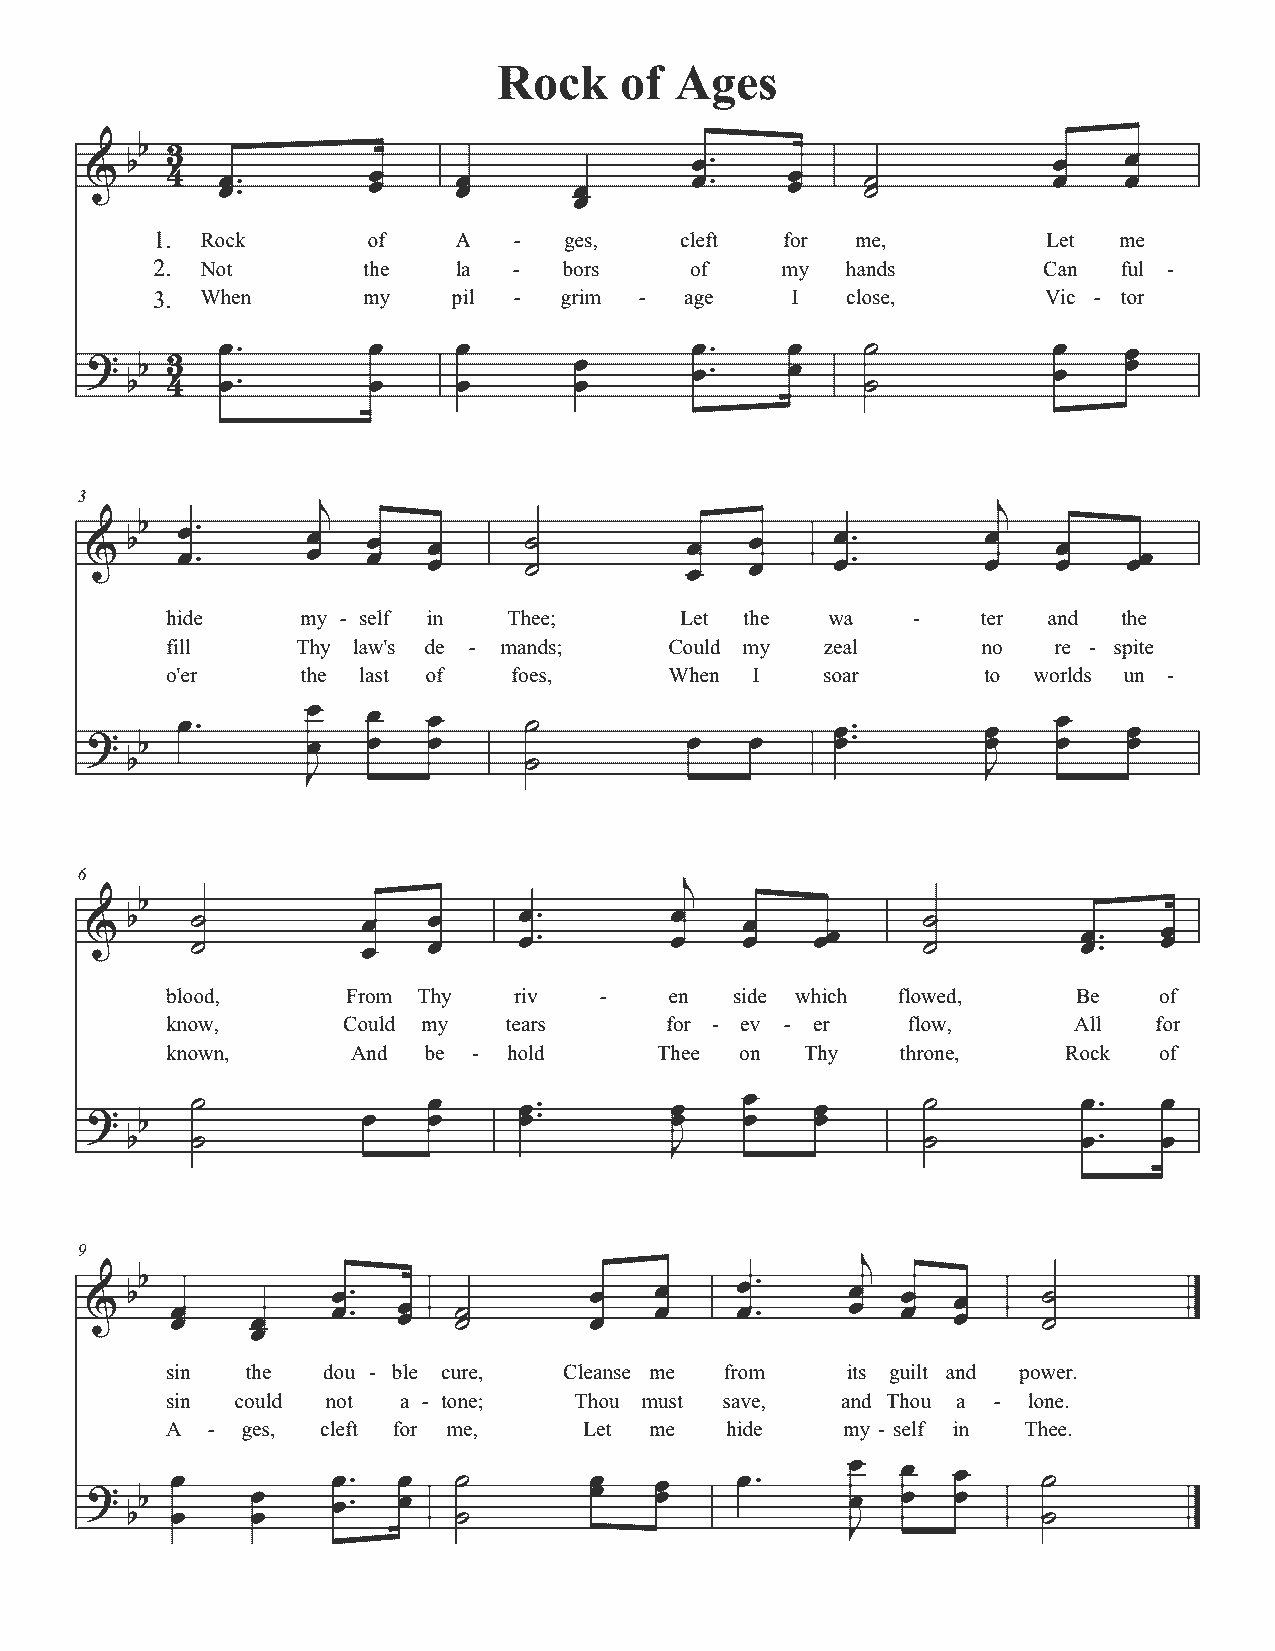 Rock of Ages
1. Rock of A - ges, cleft for me, Let me
2. Not the la - bors of my hands Can ful -
3. When my pil - grim - age I close, Vic - tor
3
hide my - self in Thee; Let the wa - ter and the
fill Thy law's de - mands; Could my zeal no re - spite
o'er the last of foes, When I soar to worlds un -
6
blood, From Thy riv - en side which flowed, Be of
know, Could my tears for - ev - er flow, All for
known, And be - hold Thee on Thy throne, Rock of
9
sin the dou - ble cure, Cleanse me from its guilt and power.
sin could not a - tone; Thou must save, and Thou a - lone.
A - ges, cleft for me, Let me hide my - self in Thee.